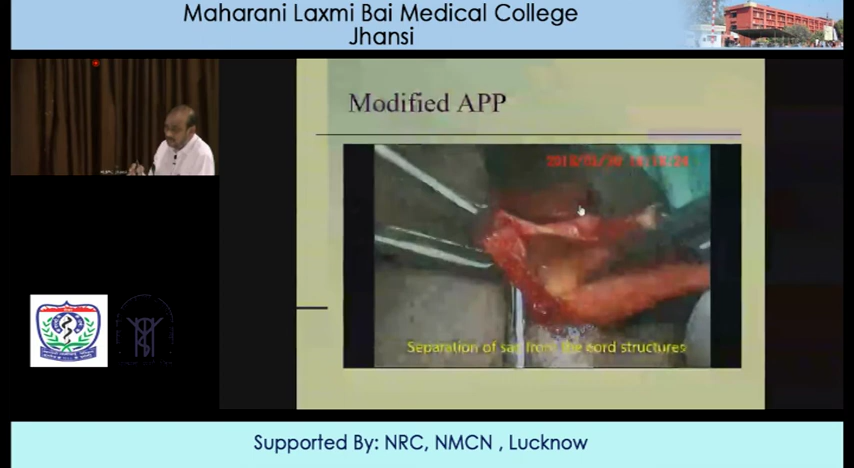 Maharani Laxmi Bai Medical College
Jhansi
Modified APP
Separation of sac from the cord structures
Supported By: NRC, NMCN , Lucknow